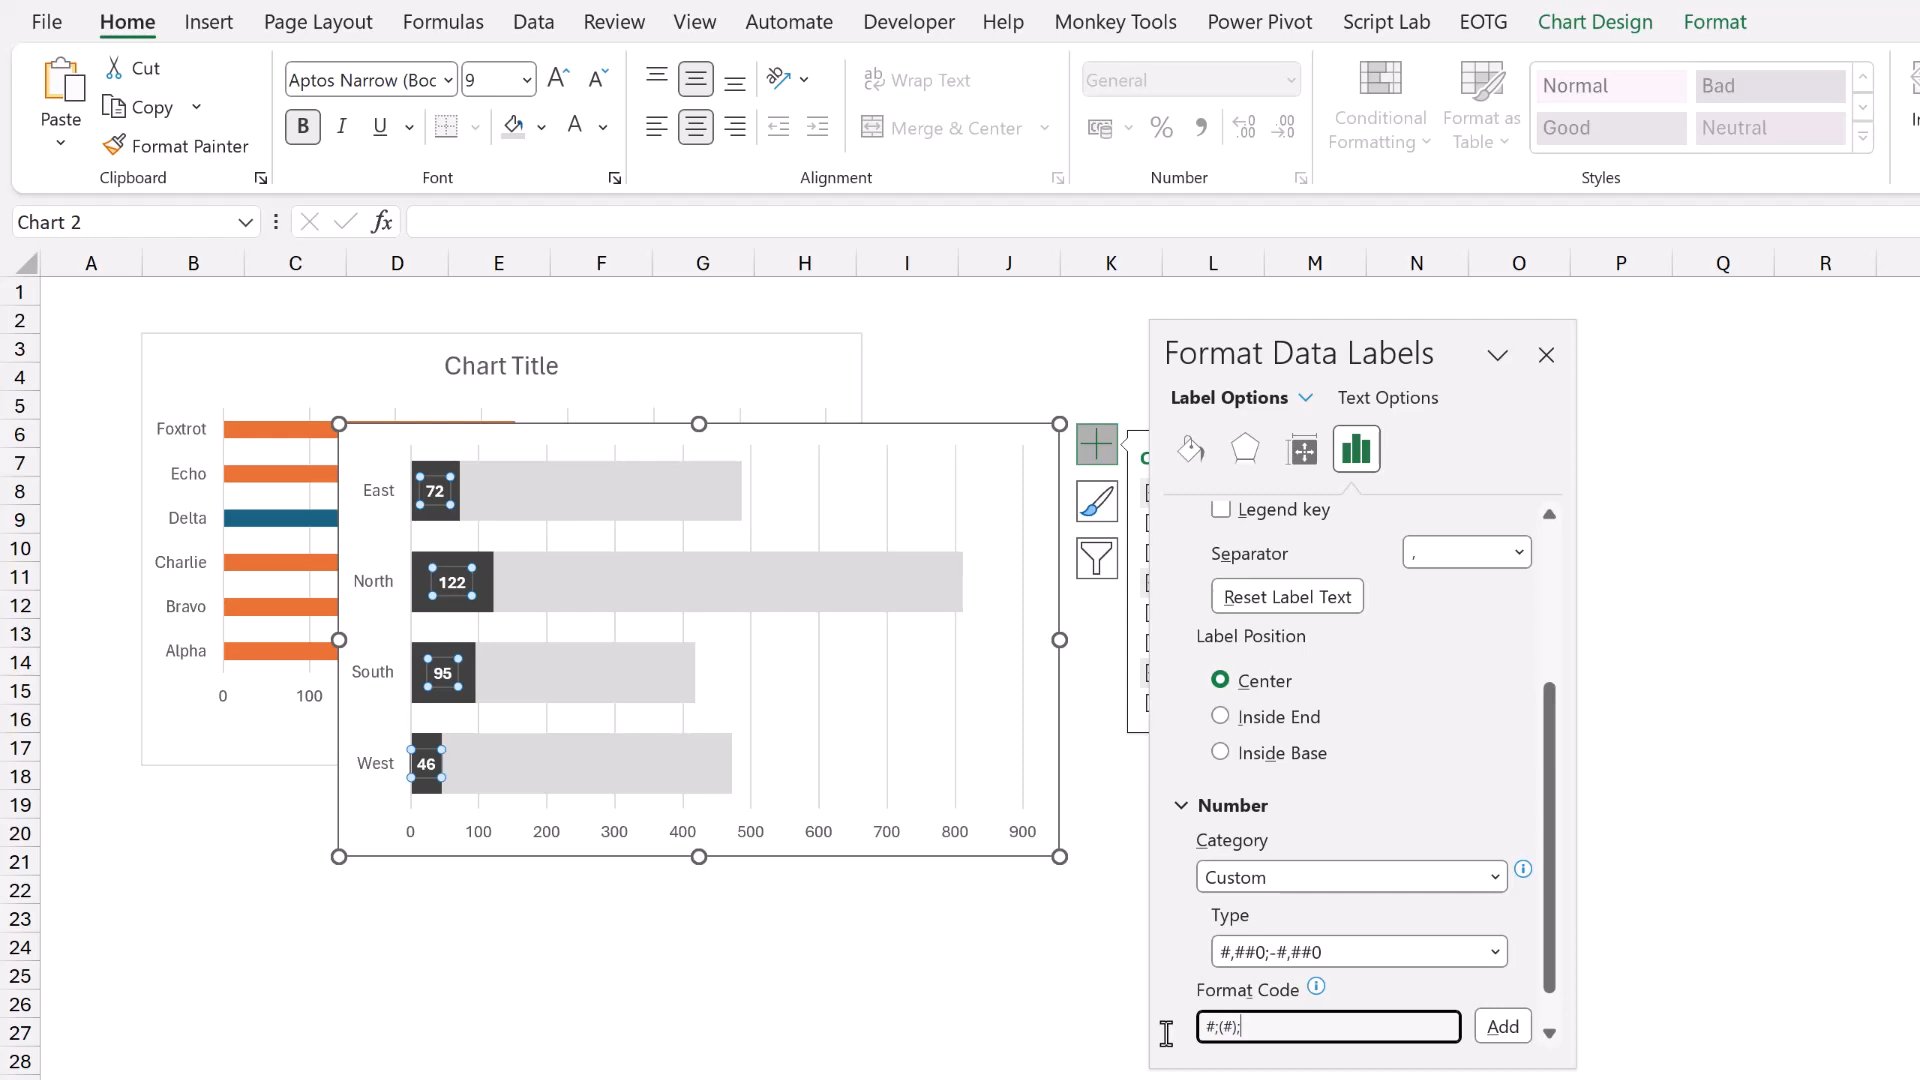 File Home Insert Page Layout Formulas Data Review View Automate Developer Help Monkey Tools Power Pivot Script Lab EOTG Chart Design Format
Paste
Cut
Copy
Format Painter
Clipboard
Aptos Narrow (Boc 9
B I U A
Font
ab Wrap Text
Merge & Center
Alignment
General
Number
Conditional Formatting
Format as Table
Normal Bad
Good Neutral
Styles
Chart 2 fx
A B C D E F G H I J K L M N O P Q R
1
2
3
4
5
6
7
8
9
10
11
12
13
14
15
16
17
18
19
20
21
22
23
24
25
26
27
28
Chart Title
Foxtrot
Echo
Delta
Charlie
Bravo
Alpha
0 100
East 72
North 122
South 95
West 46
0 100 200 300 400 500 600 700 800 900
Format Data Labels
Label Options Text Options
Legend key
Separator ,
Reset Label Text
Label Position
Center
Inside End
Inside Base
Number
Category
Custom
Type
#,##0;-#,##0
Format Code
#;(#);
Add